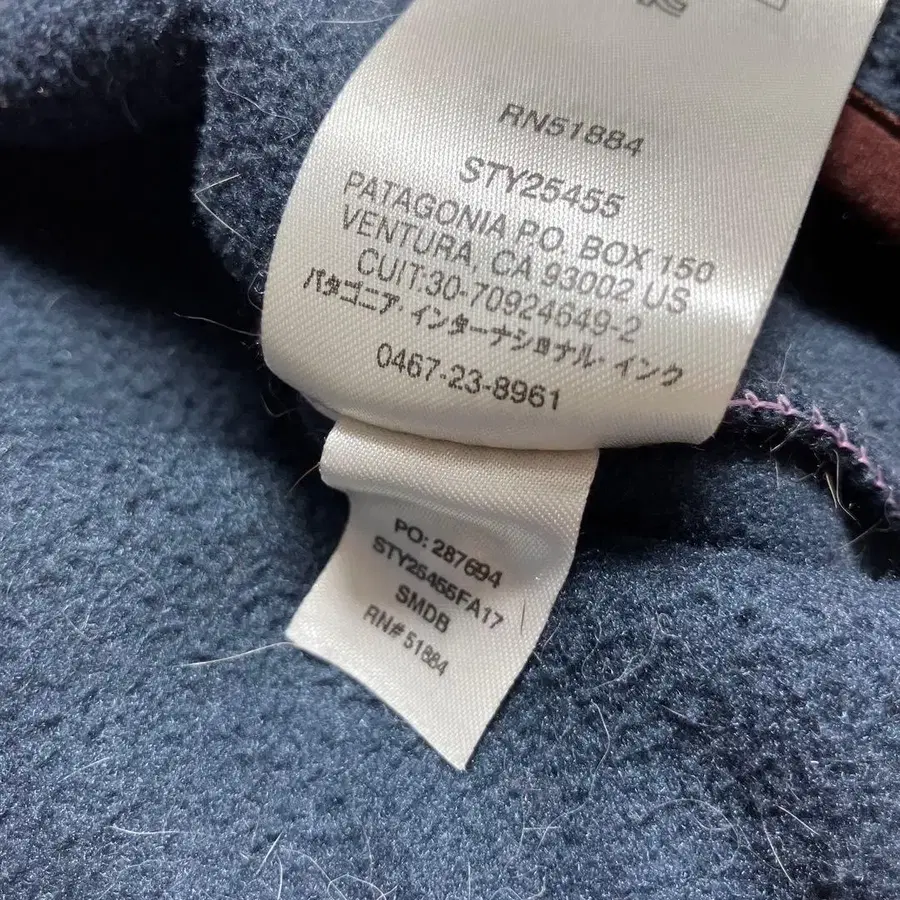 RN51884
STY25455
PATAGONIA P.O. BOX 150
VENTURA, CA 93002 US
CUIT:30-70924649-2
パタゴニア・インターナショナル・インク
0467-23-8961
PO: 287694
STY25455FA17
SMDB
RN# 51884